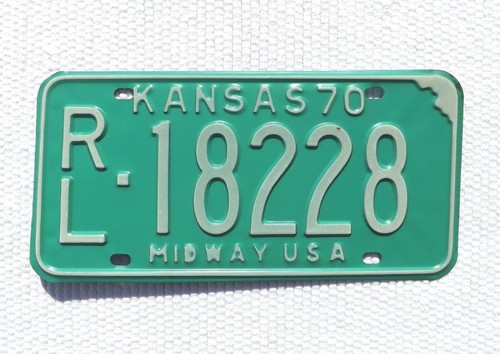 KANSAS 70
RL·18228
MIDWAY USA